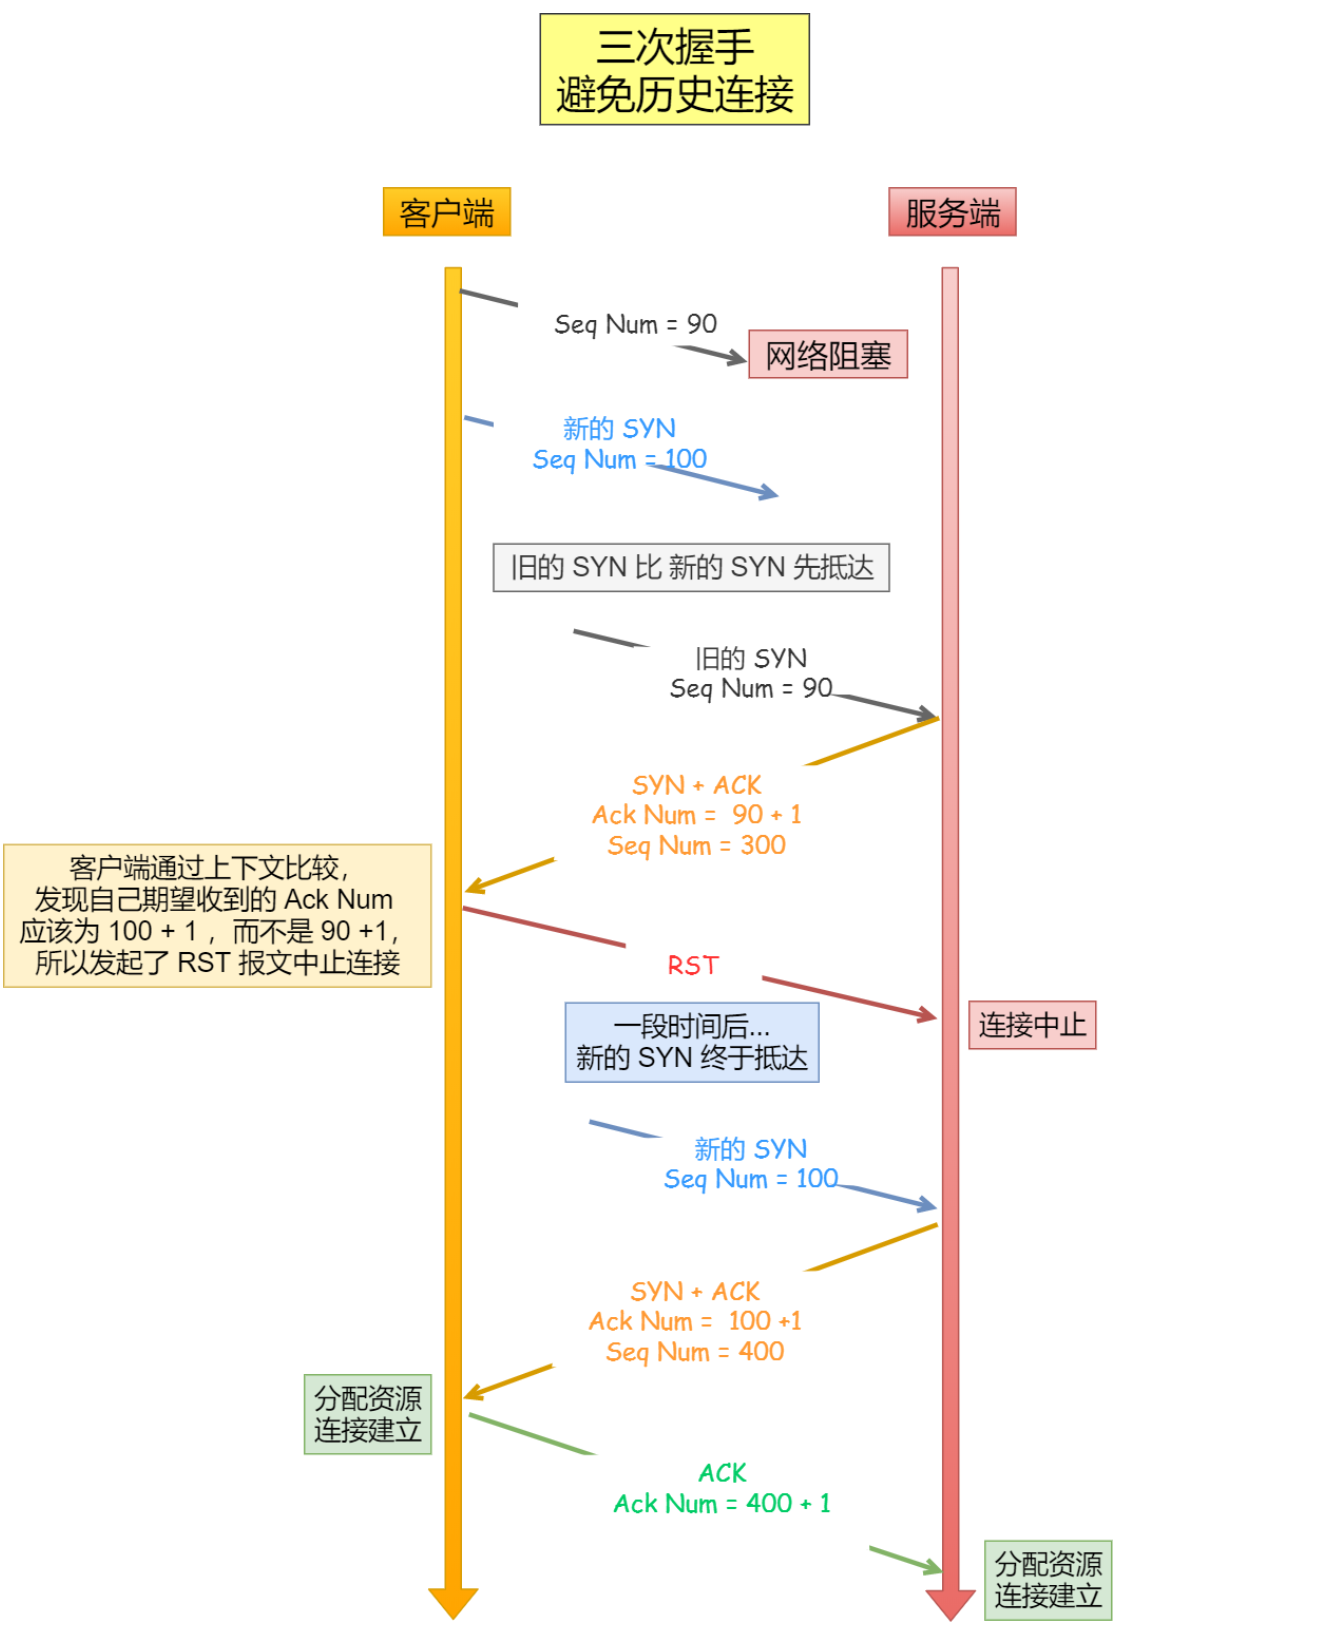 三次握手
避免历史连接
客户端
服务端
Seq Num = 90
网络阻塞
新的 SYN
Seq Num = 100
旧的 SYN 比 新的 SYN 先抵达
旧的 SYN
Seq Num = 90
SYN + ACK
Ack Num = 90 + 1
Seq Num = 300
客户端通过上下文比较，
发现自己期望收到的 Ack Num
应该为 100 + 1 ，而不是 90 +1，
所以发起了 RST 报文中止连接
RST
连接中止
一段时间后...
新的 SYN 终于抵达
新的 SYN
Seq Num = 100
SYN + ACK
Ack Num = 100 +1
Seq Num = 400
分配资源
连接建立
ACK
Ack Num = 400 + 1
分配资源
连接建立